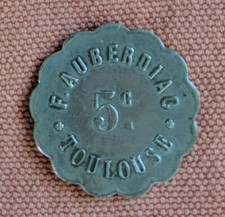 F. AUBERDIAC
5C.
* TOULOUSE *